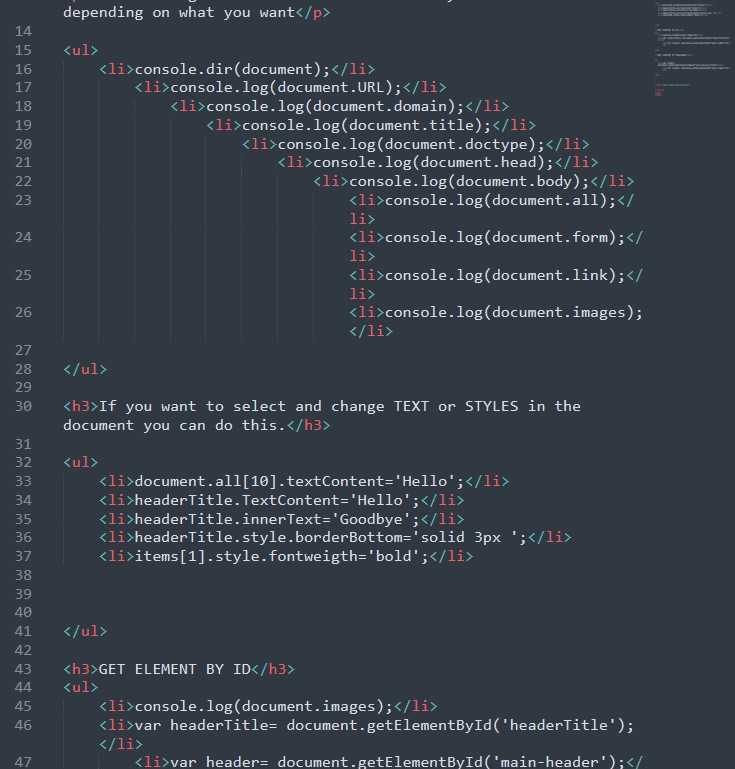 depending on what you want</p>
14
15 <ul>
16 <li>console.dir(document);</li>
17 <li>console.log(document.URL);</li>
18 <li>console.log(document.domain);</li>
19 <li>console.log(document.title);</li>
20 <li>console.log(document.doctype);</li>
21 <li>console.log(document.head);</li>
22 <li>console.log(document.body);</li>
23 <li>console.log(document.all);</
li>
24 <li>console.log(document.form);</
li>
25 <li>console.log(document.link);</
li>
26 <li>console.log(document.images);
</li>
27
28 </ul>
29
30 <h3>If you want to select and change TEXT or STYLES in the
document you can do this.</h3>
31
32 <ul>
33 <li>document.all[10].textContent='Hello';</li>
34 <li>headerTitle.TextContent='Hello';</li>
35 <li>headerTitle.innerText='Goodbye';</li>
36 <li>headerTitle.style.borderBottom='solid 3px ';</li>
37 <li>items[1].style.fontweigth='bold';</li>
38
39
40
41 </ul>
42
43 <h3>GET ELEMENT BY ID</h3>
44 <ul>
45 <li>console.log(document.images);</li>
46 <li>var headerTitle= document.getElementById('headerTitle');
</li>
47 <li>var header= document.getElementById('main-header');</